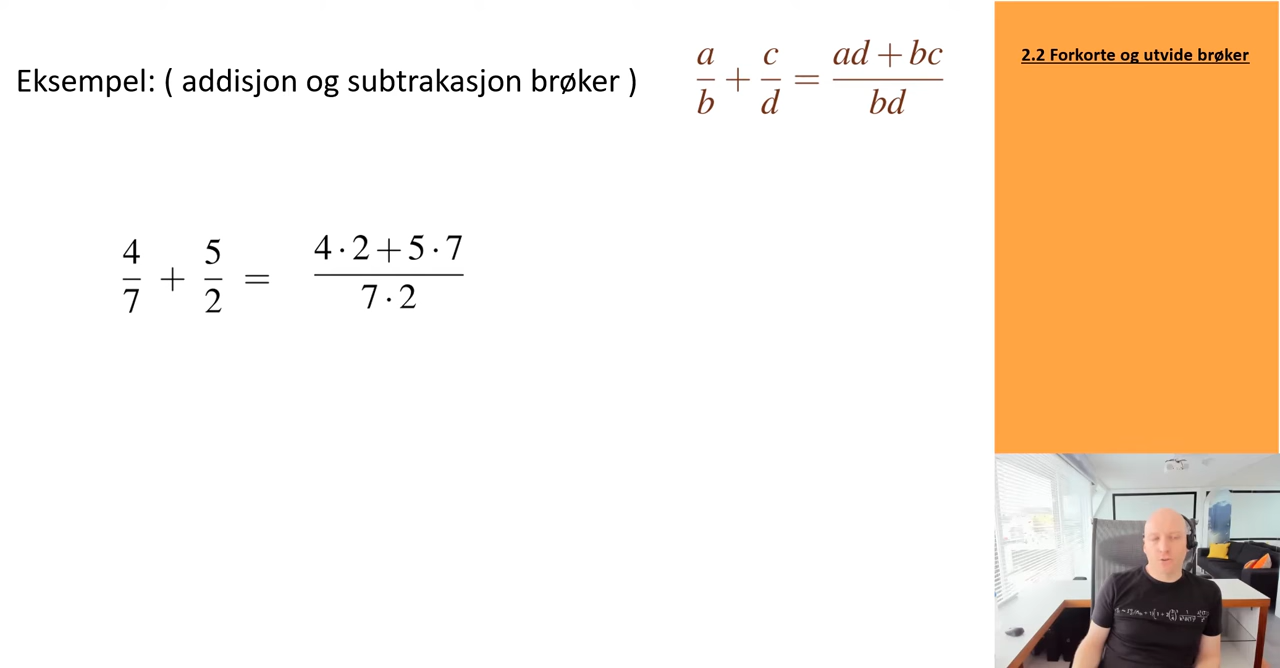 Eksempel: ( addisjon og subtrakasjon brøker )
a/b + c/d = (ad + bc)/bd
2.2 Forkorte og utvide brøker
4/7 + 5/2 = (4 · 2 + 5 · 7)/(7 · 2)